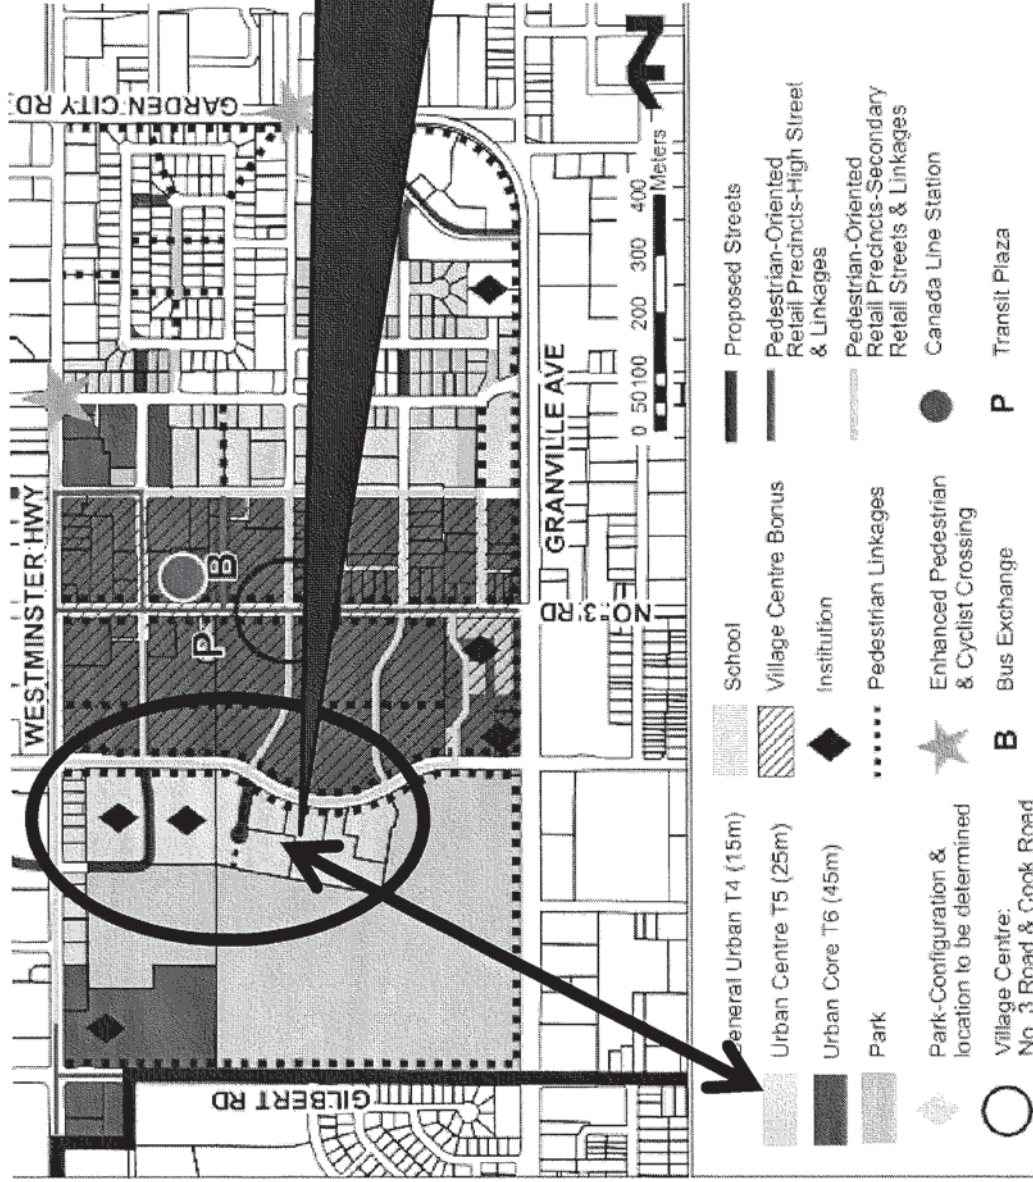 WESTMINSTER HWY
GARDEN CITY RD
P
B
NO. 3 RD
GRANVILLE AVE
GILBERT RD
0 50 100 200 300 400
Meters
General Urban T4 (15m)
Urban Centre T5 (25m)
Urban Core T6 (45m)
Park
Park-Configuration &
location to be determined
Village Centre:
No. 3 Road & Cook Road
School
Village Centre Bonus
Institution
Pedestrian Linkages
Enhanced Pedestrian
& Cyclist Crossing
B
Bus Exchange
Proposed Streets
Pedestrian-Oriented
Retail Precincts-High Street
& Linkages
Pedestrian-Oriented
Retail Precincts-Secondary
Retail Streets & Linkages
Canada Line Station
P
Transit Plaza